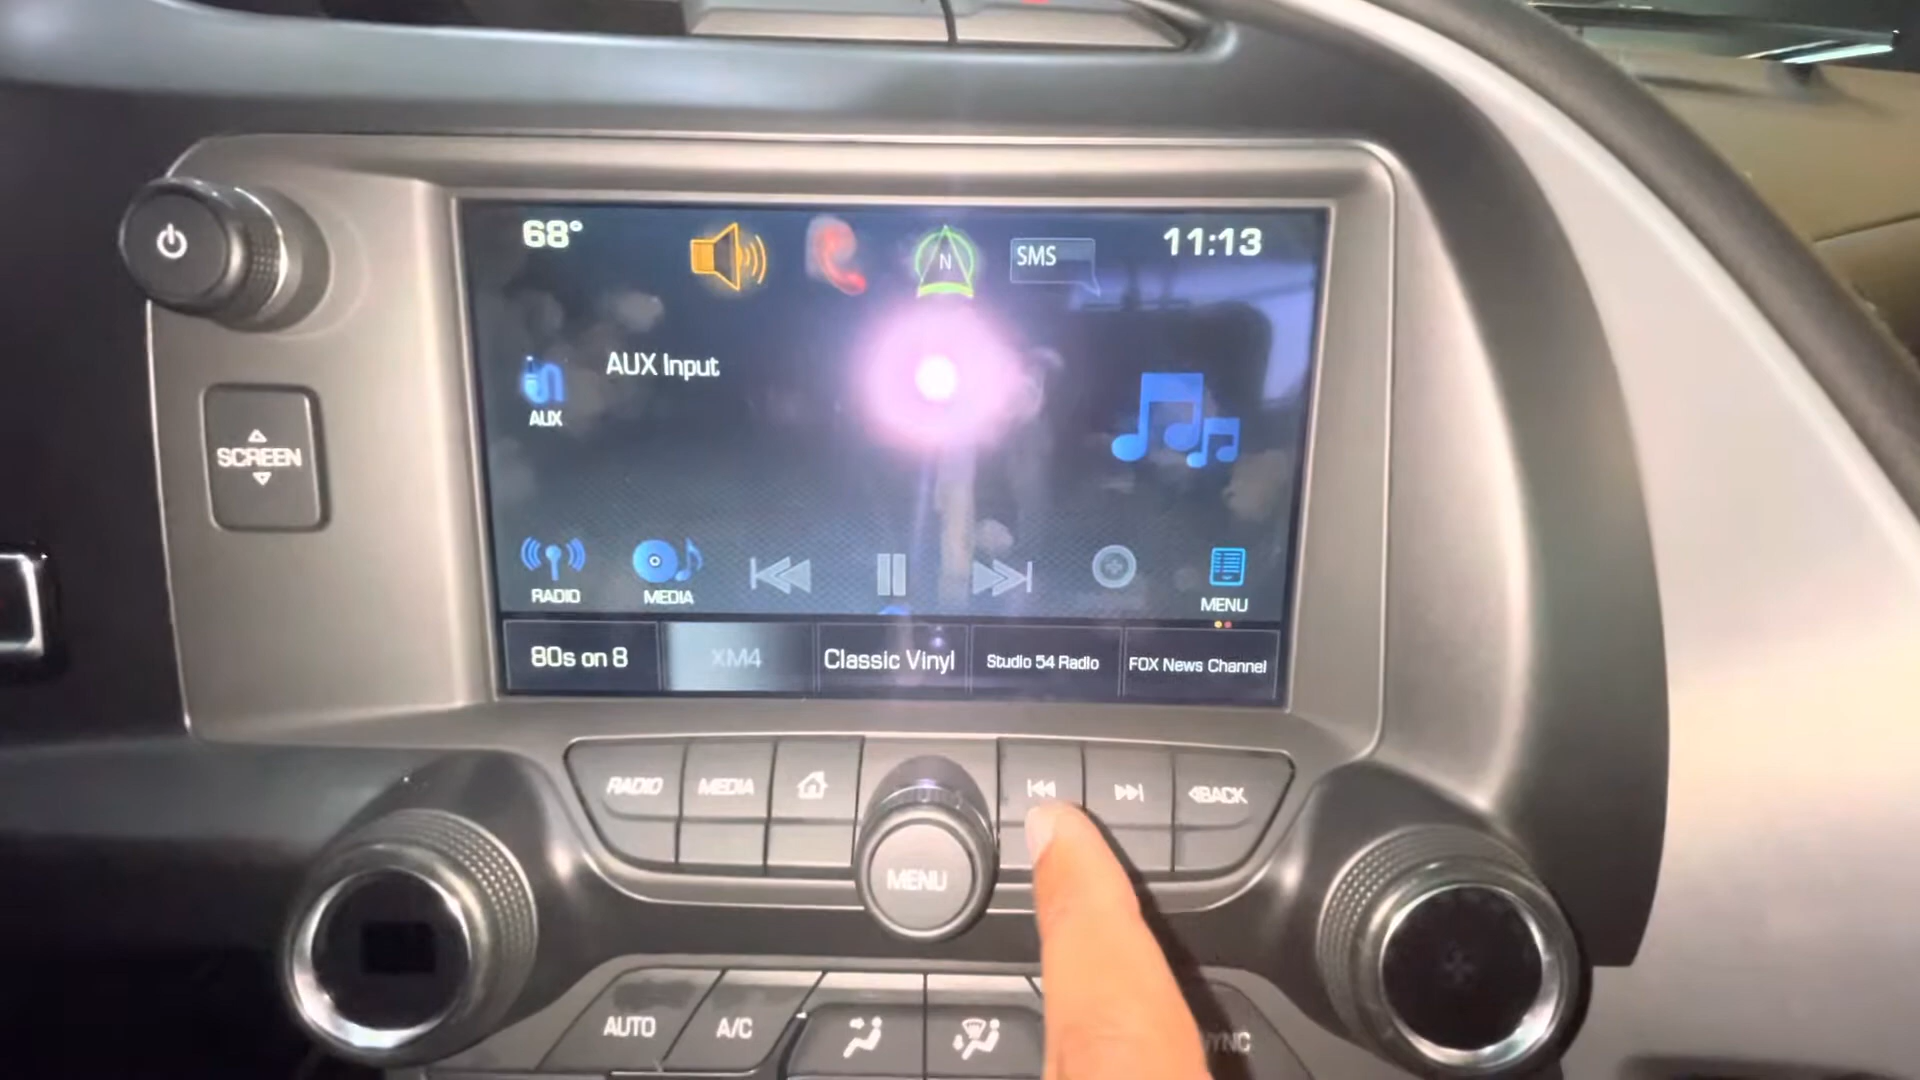 68°
N
SMS
11:13
AUX Input
AUX
RADIO
MEDIA
MENU
80s on 8
XM4
Classic Vinyl
Studio 54 Radio
FOX News Channel
SCREEN
RADIO
MEDIA
BACK
MENU
AUTO
A/C